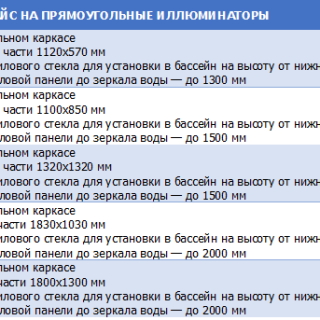 ЙС НА ПРЯМОУГОЛЬНЫЕ ИЛЛЮМИНАТОРЫ
льном каркасе
части 1120х570 мм
илового стекла для установки в бассейн на высоту от нижн
ловой панели до зеркала воды — до 1300 мм
льном каркасе
части 1100х850 мм
илового стекла для установки в бассейн на высоту от нижн
ловой панели до зеркала воды — до 1500 мм
льном каркасе
части 1320х1320 мм
илового стекла для установки в бассейн на высоту от нижн
ловой панели до зеркала воды — до 1500 мм
льном каркасе
части 1830х1030 мм
илового стекла для установки в бассейн на высоту от нижн
ловой панели до зеркала воды — до 2000 мм
льном каркасе
части 1800х1300 мм
илового стекла для установки в бассейн на высоту от нижн
ловой панели до зеркала воды — до 2000 мм